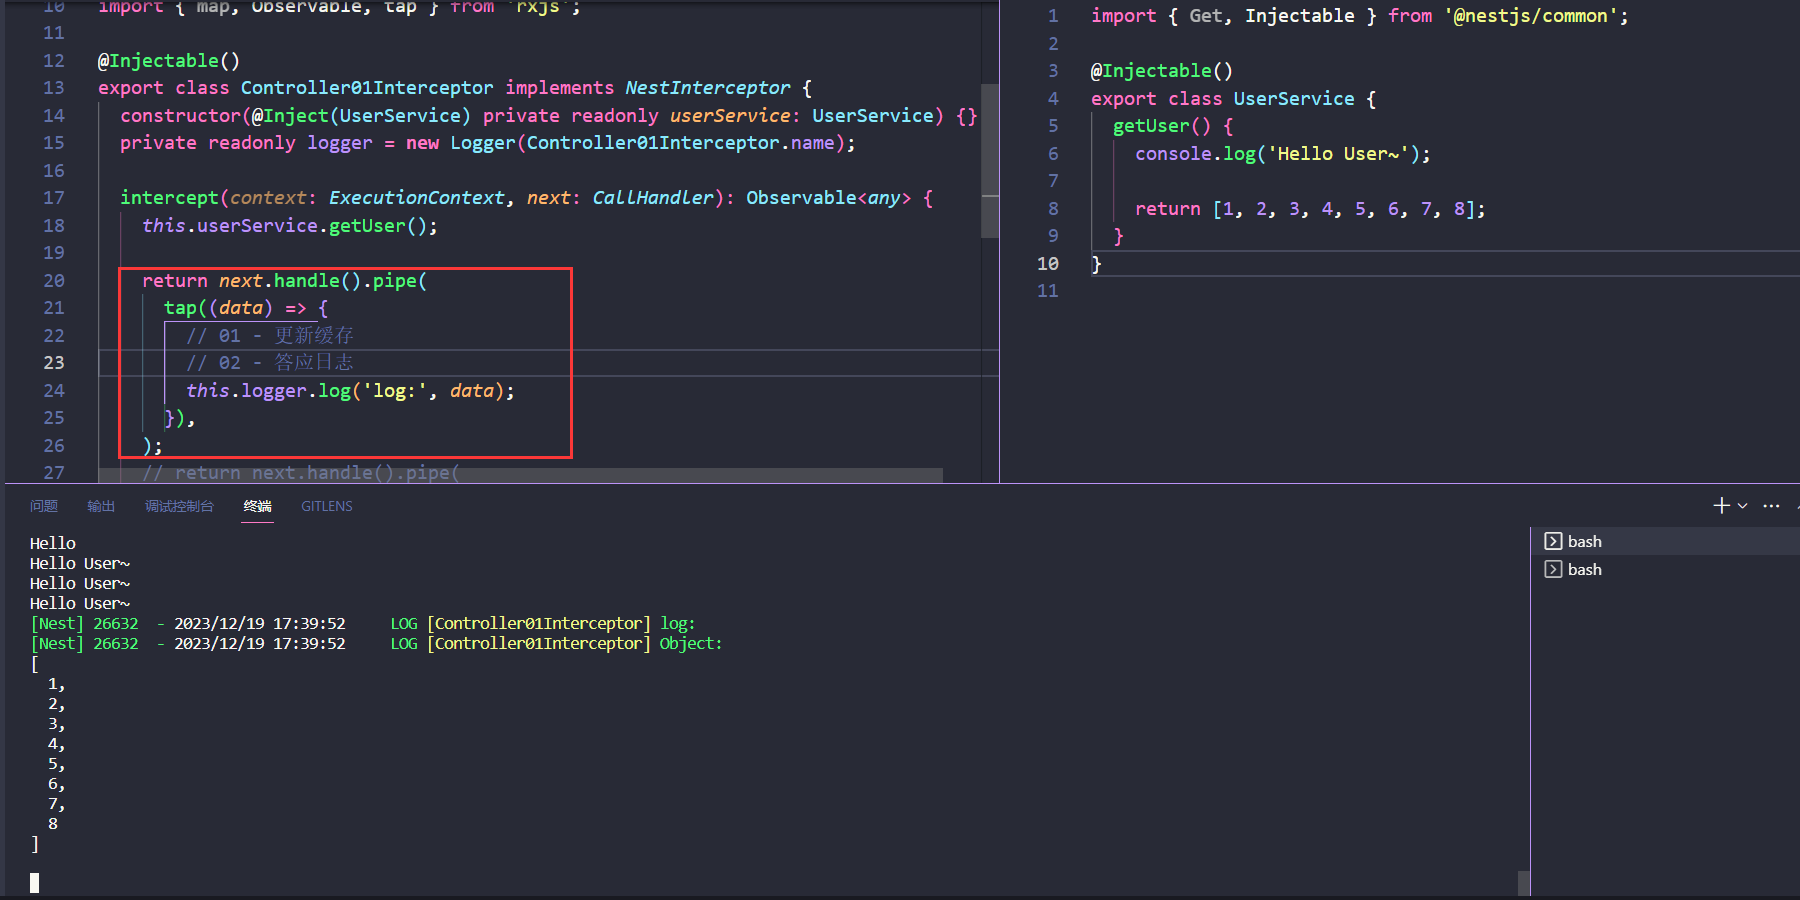 10 import { map, Observable, tap } from 'rxjs';
11
12 @Injectable()
13 export class Controller01Interceptor implements NestInterceptor {
14 constructor(@Inject(UserService) private readonly userService: UserService) {}
15 private readonly logger = new Logger(Controller01Interceptor.name);
16
17 intercept(context: ExecutionContext, next: CallHandler): Observable<any> {
18 this.userService.getUser();
19
20 return next.handle().pipe(
21 tap((data) => {
22 // 01 - 更新缓存
23 // 02 - 答应日志
24 this.logger.log('log:', data);
25 }),
26 );
27 // return next.handle().pipe(
1 import { Get, Injectable } from '@nestjs/common';
2
3 @Injectable()
4 export class UserService {
5 getUser() {
6 console.log('Hello User~');
7
8 return [1, 2, 3, 4, 5, 6, 7, 8];
9 }
10 }
11
问题 输出 调试控制台 终端 GITLENS
Hello
Hello User~
Hello User~
Hello User~
[Nest] 26632 - 2023/12/19 17:39:52 LOG [Controller01Interceptor] log:
[Nest] 26632 - 2023/12/19 17:39:52 LOG [Controller01Interceptor] Object:
[
1,
2,
3,
4,
5,
6,
7,
8
]
bash
bash